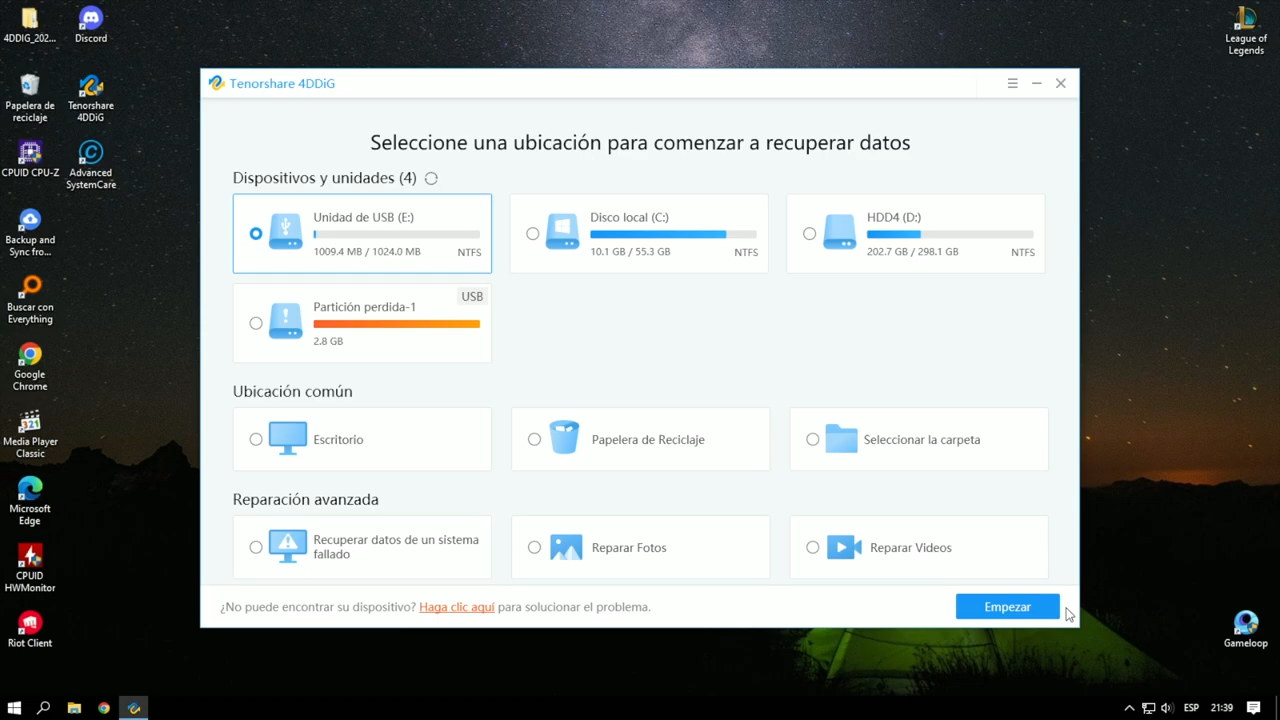 4DDIG_202...
Discord
Papelera de
reciclaje
Tenorshare
4DDiG
CPUID CPU-Z
Advanced
SystemCare
Backup and
Sync fro...
Buscar con
Everything
Google
Chrome
321
Media Player
Classic
Microsoft
Edge
CPUID
HWMonitor
Riot Client
League of
Legends
Gameloop
Tenorshare 4DDiG
Seleccione una ubicación para comenzar a recuperar datos
Dispositivos y unidades (4)
Unidad de USB (E:)
1009.4 MB / 1024.0 MB NTFS
Disco local (C:)
10.1 GB / 55.3 GB NTFS
HDD4 (D:)
202.7 GB / 298.1 GB NTFS
USB
Partición perdida-1
2.8 GB
Ubicación común
Escritorio
Papelera de Reciclaje
Seleccionar la carpeta
Reparación avanzada
Recuperar datos de un sistema
fallado
Reparar Fotos
Reparar Videos
¿No puede encontrar su dispositivo? Haga clic aquí para solucionar el problema.
Empezar
ESP 21:39